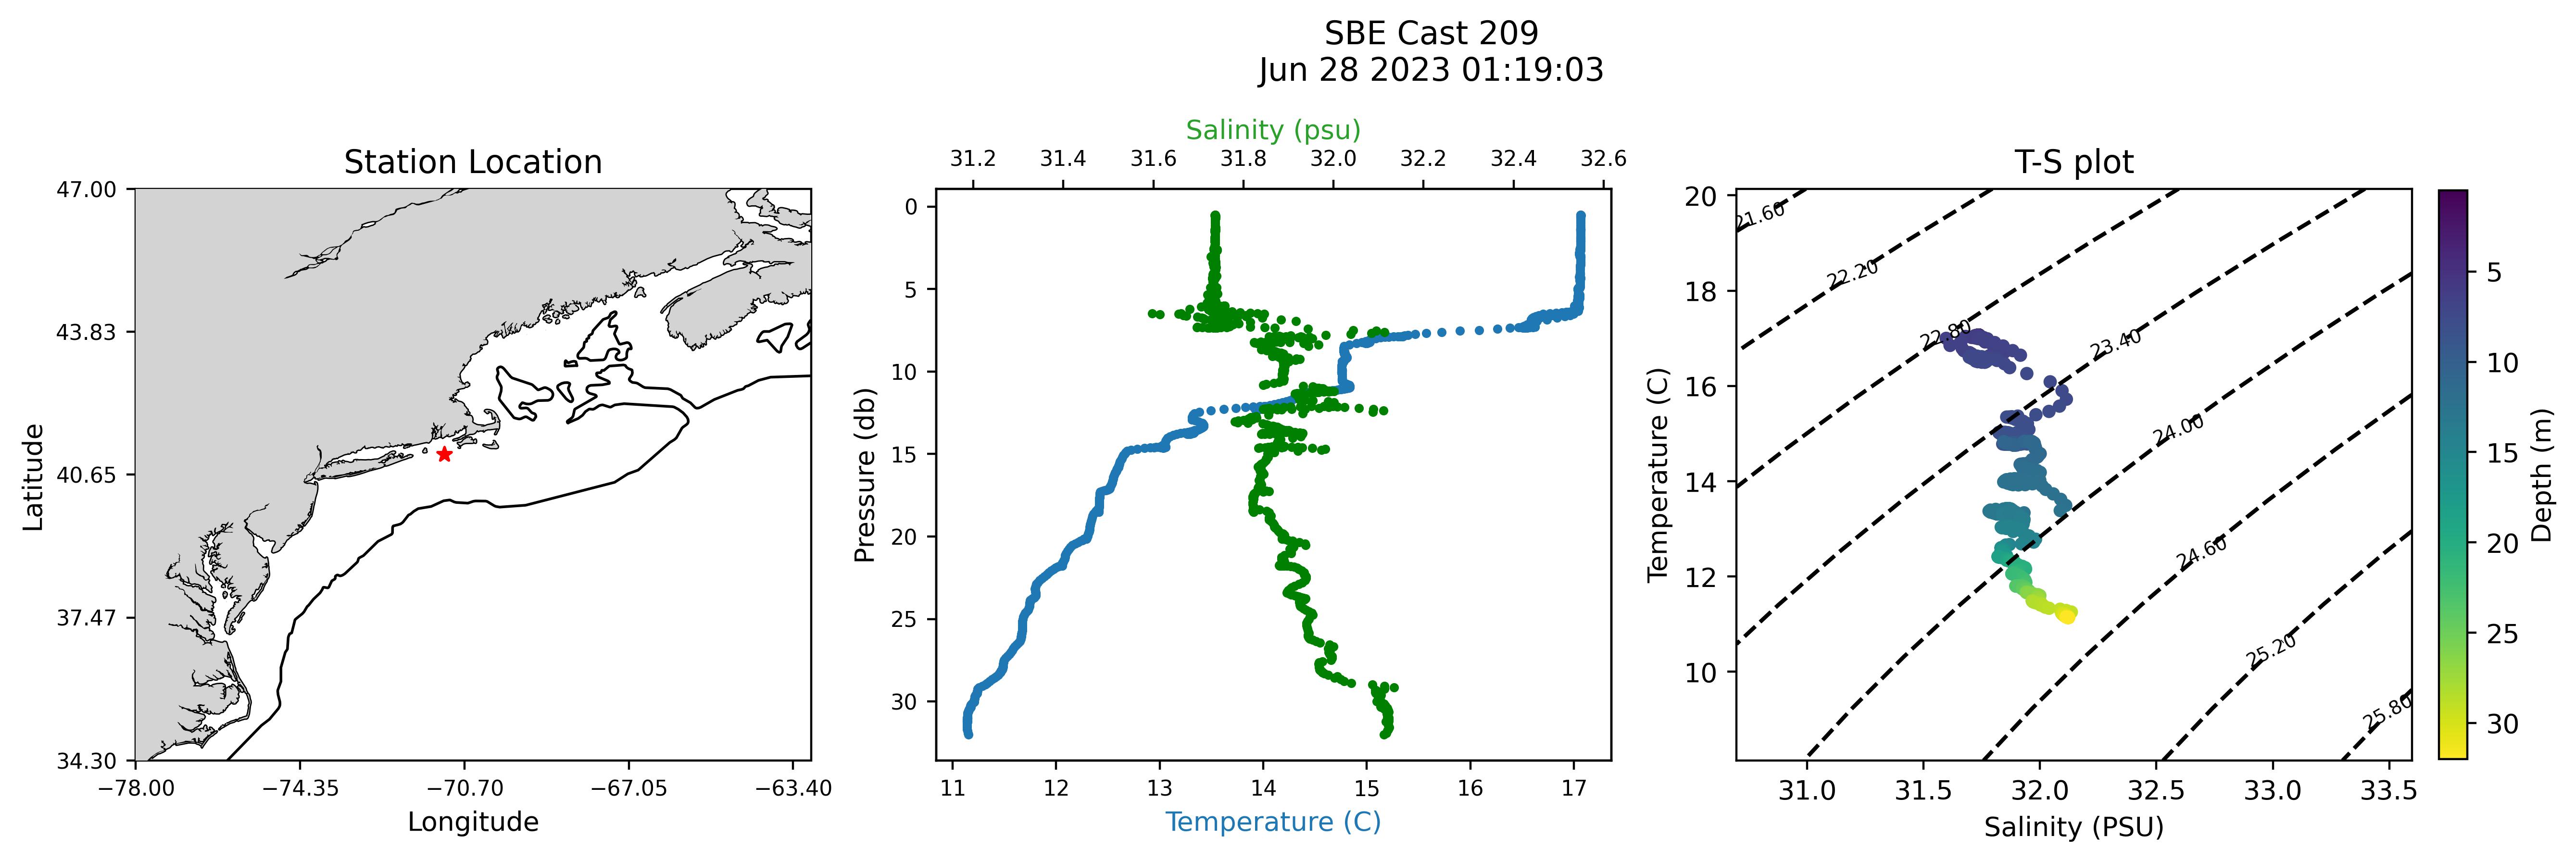 SBE Cast 209
Jun 28 2023 01:19:03
Station Location
47.00
43.83
40.65
37.47
34.30
Latitude
−78.00 −74.35 −70.70 −67.05 −63.40
Longitude
Salinity (psu)
31.2 31.4 31.6 31.8 32.0 32.2 32.4 32.6
0
5
10
15
20
25
30
Pressure (db)
11 12 13 14 15 16 17
Temperature (C)
T-S plot
20
18
16
14
12
10
Temperature (C)
21.60
22.20
22.80
23.40
24.00
24.60
25.20
25.80
31.0 31.5 32.0 32.5 33.0 33.5
Salinity (PSU)
5
10
15
20
25
30
Depth (m)